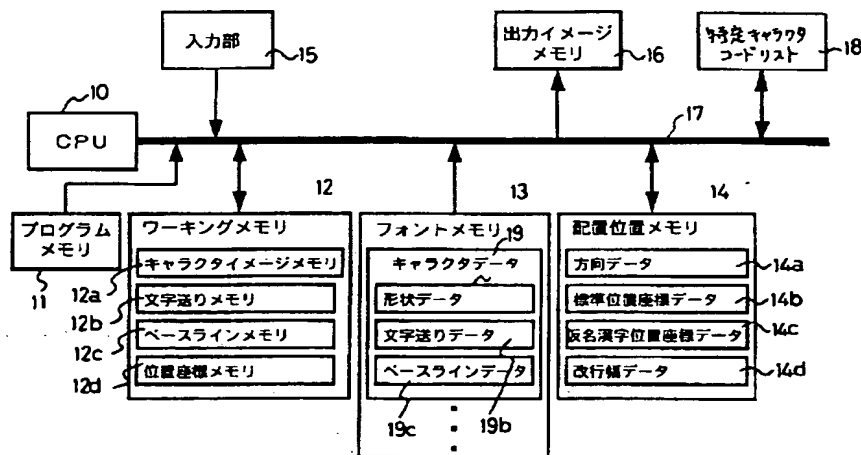 入力部
15
出力イメージ
メモリ
16
特定キャラクタ
コードリスト
18
10
CPU
17
プログラム
メモリ
11
12
ワーキングメモリ
キャラクタイメージメモリ
12a
文字送りメモリ
12b
ベースラインメモリ
12c
位置座標メモリ
12d
13
フォントメモリ
19
キャラクタデータ
形状データ
文字送りデータ
19b
ベースラインデータ
19c
14
配置位置メモリ
方向データ
14a
標準位置座標データ
14b
仮名漢字位置座標データ
14c
改行幅データ
14d